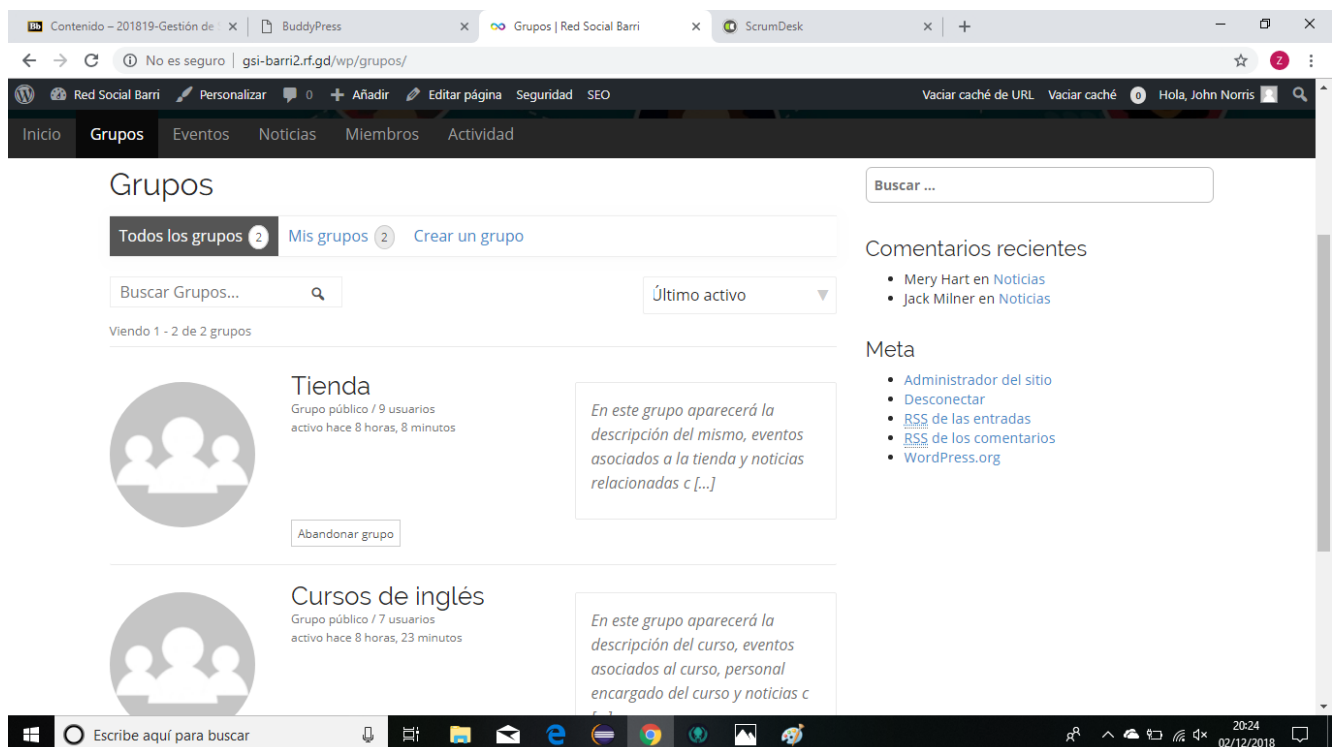 Contenido – 201819-Gestión de
BuddyPress
Grupos | Red Social Barri
ScrumDesk
No es seguro | gsi-barri2.rf.gd/wp/grupos/
Z
Red Social Barri Personalizar 0 Añadir Editar página Seguridad SEO Vaciar caché de URL Vaciar caché 0 Hola, John Norris
Inicio Grupos Eventos Noticias Miembros Actividad
Grupos
Todos los grupos 2 Mis grupos 2 Crear un grupo
Buscar Grupos...
Último activo
Viendo 1 - 2 de 2 grupos
Tienda
Grupo público / 9 usuarios
activo hace 8 horas, 8 minutos
En este grupo aparecerá la
descripción del mismo, eventos
asociados a la tienda y noticias
relacionadas c [...]
Abandonar grupo
Cursos de inglés
Grupo público / 7 usuarios
activo hace 8 horas, 23 minutos
En este grupo aparecerá la
descripción del curso, eventos
asociados al curso, personal
encargado del curso y noticias c
Buscar ...
Comentarios recientes
Mery Hart en Noticias
Jack Milner en Noticias
Meta
Administrador del sitio
Desconectar
RSS de las entradas
RSS de los comentarios
WordPress.org
Escribe aquí para buscar
20:24
02/12/2018